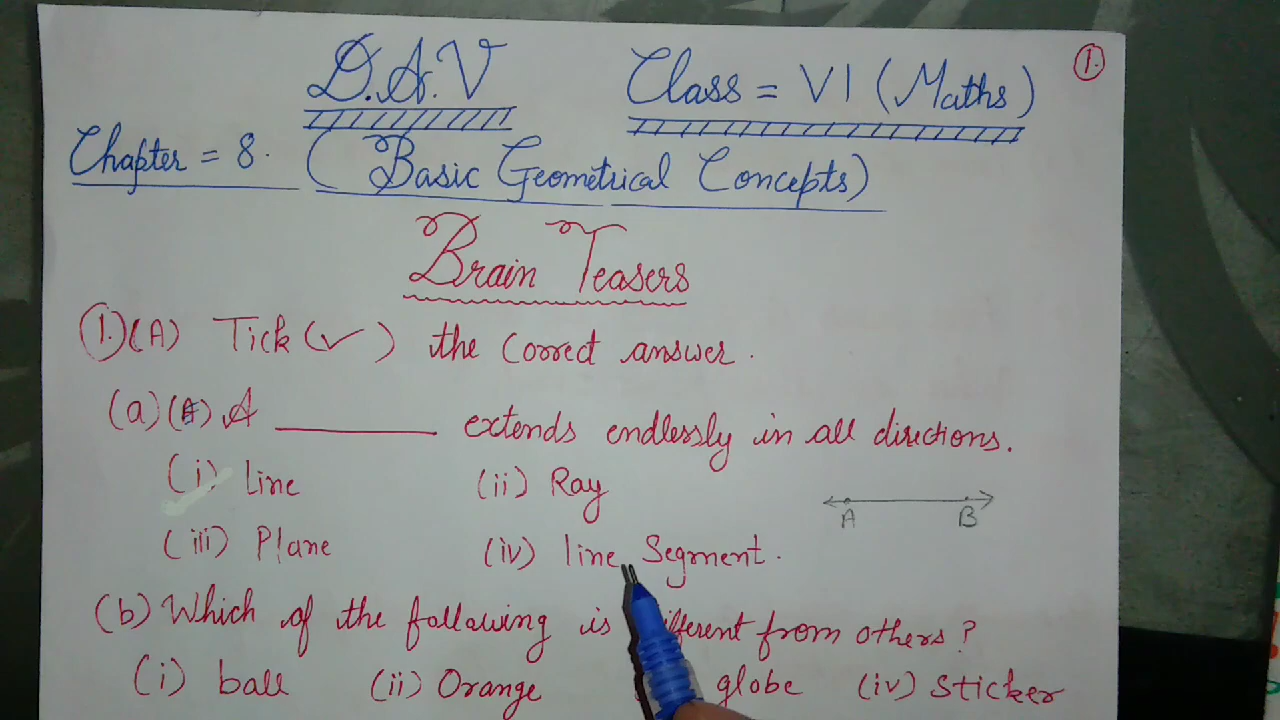 1.
D.A.V Class = VI (Maths)
Chapter = 8. (Basic Geometrical Concepts)
Brain Teasers
1.(A) Tick (✓) the correct answer.
(a) A ________ extends endlessly in all directions.
(i) Line (ii) Ray
A B
(iii) Plane (iv) line Segment.
(b) Which of the following is different from others?
(i) ball (ii) Orange globe (iv) Sticker